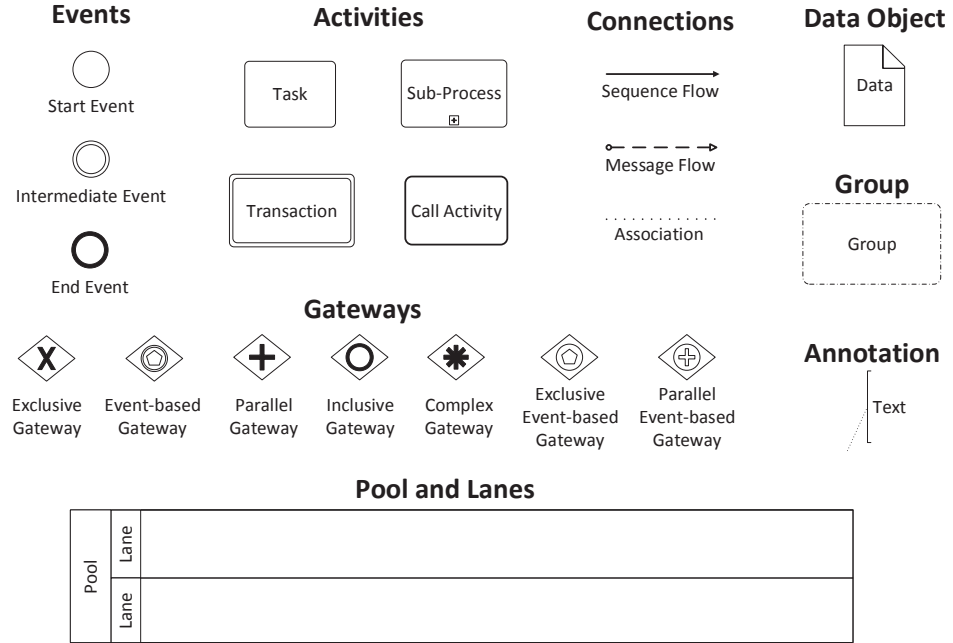 Events
Activities
Connections
Data Object
Start Event
Task
Sub-Process
Sequence Flow
Data
Intermediate Event
Message Flow
Group
Transaction
Call Activity
Association
Group
End Event
Gateways
X
Annotation
Exclusive
Gateway
Event-based
Gateway
Parallel
Gateway
Inclusive
Gateway
Complex
Gateway
Exclusive
Event-based
Gateway
Parallel
Event-based
Gateway
Text
Pool and Lanes
Pool
Lane
Lane